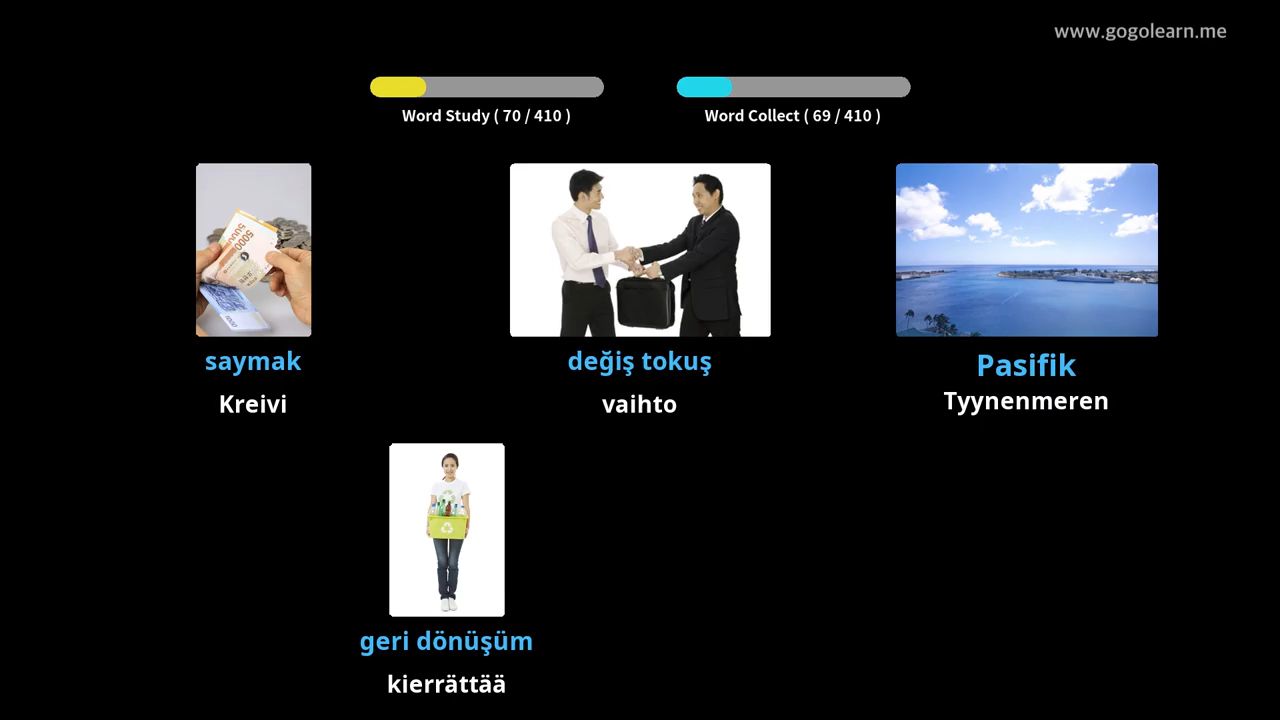 www.gogolearn.me
Word Study ( 70 / 410 )
Word Collect ( 69 / 410 )
saymak
Kreivi
değiş tokuş
vaihto
Pasifik
Tyynenmeren
geri dönüşüm
kierrättää